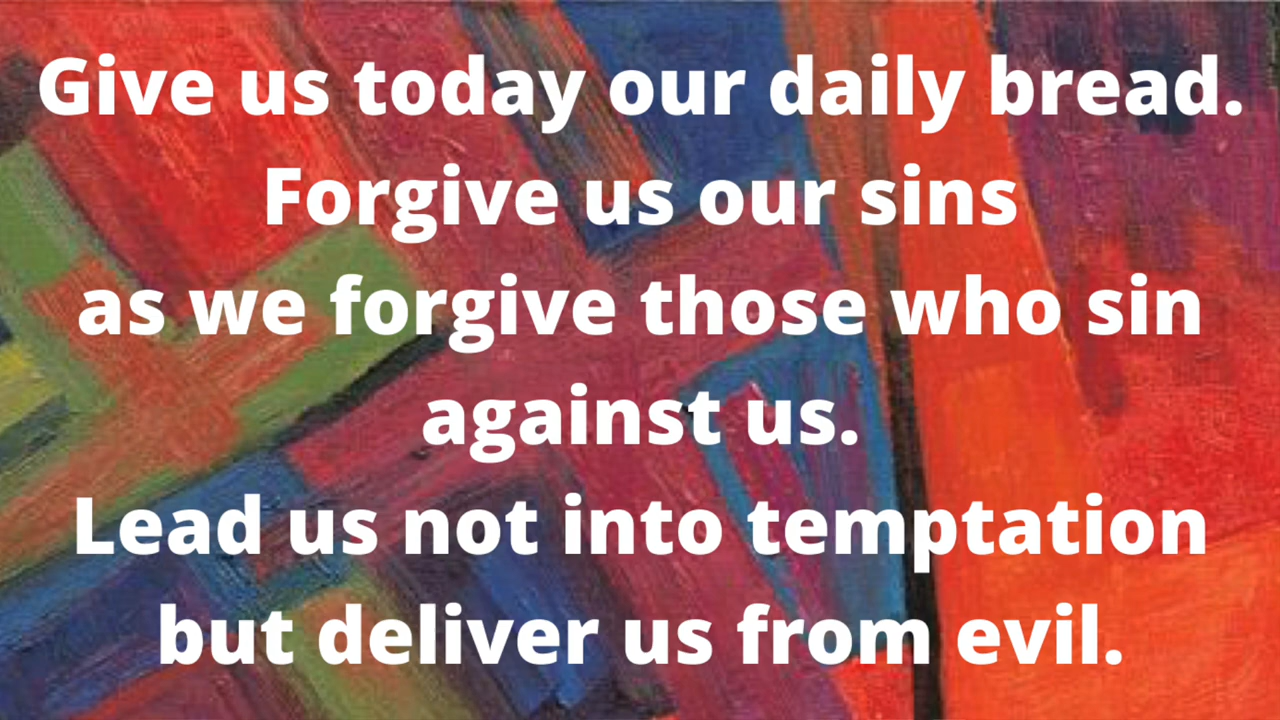 Give us today our daily bread.
Forgive us our sins
as we forgive those who sin
against us.
Lead us not into temptation
but deliver us from evil.